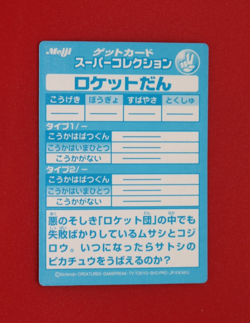 Meiji
ゲットカード
スーパーコレクション
ロケットだん
こうげき ぼうぎょ すばやさ とくしゅ
タイプ1/ー
こうかはばつぐん
こうかはいまひとつ
こうかがない
タイプ2/ー
こうかはばつぐん
こうかはいまひとつ
こうかがない
悪のそしき「ロケット団」の中でも
失敗ばかりしているムサシとコジ
ロウ。いつになったらサトシの
ピカチュウをうばえるのか？